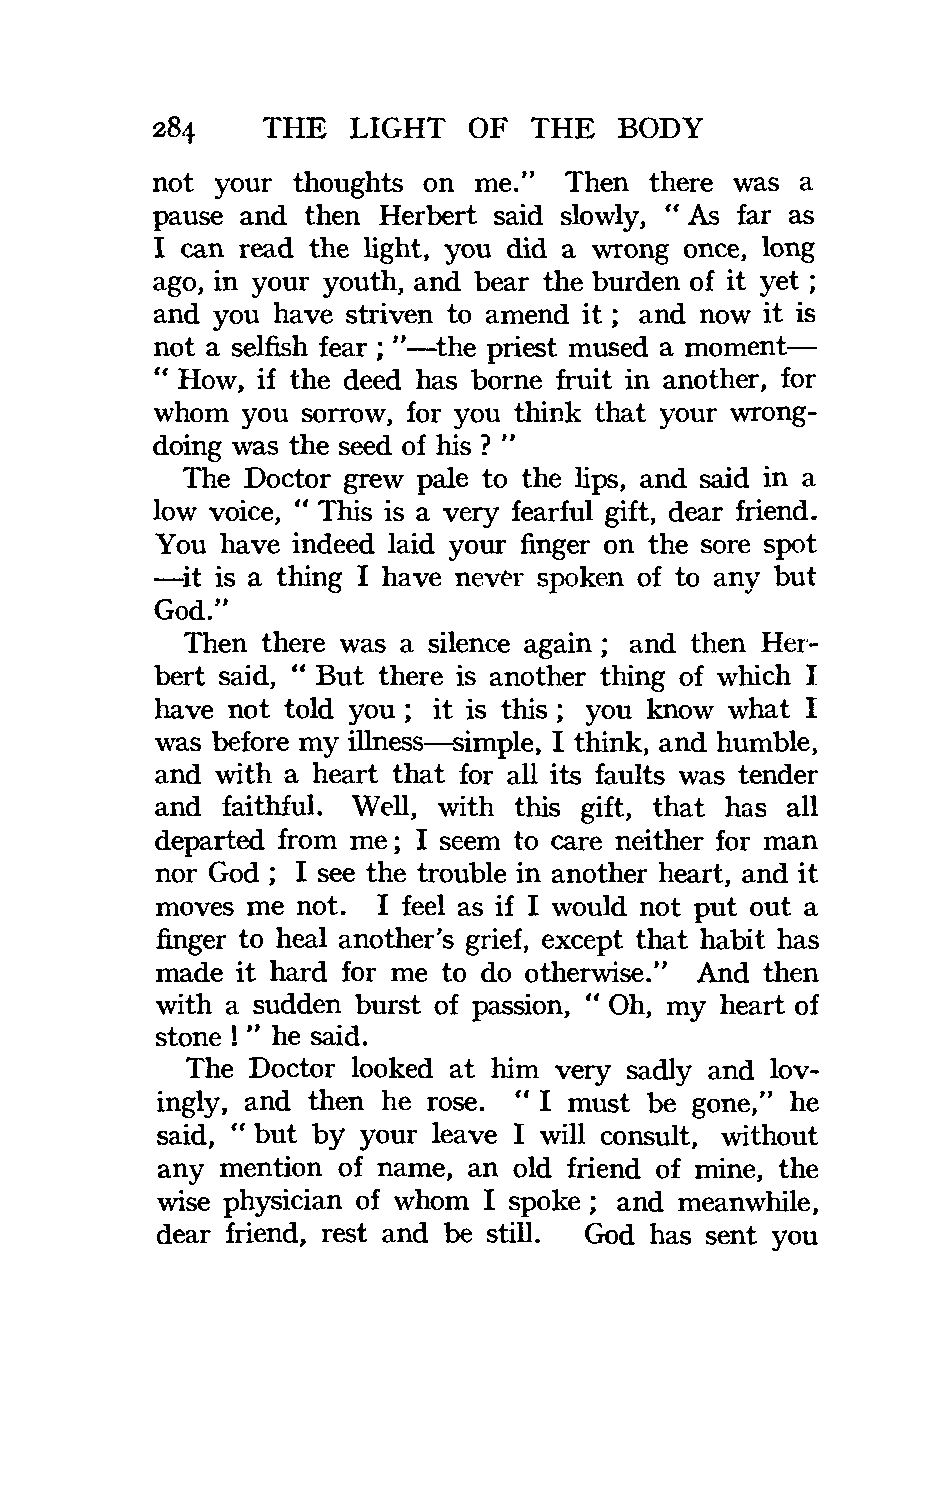 284 THE LIGHT OF THE BODY
not your thoughts on me." Then there was a
pause and then Herbert said slowly, " As far as
I can read the light, you did a wrong once, long
ago, in your youth, and bear the burden of it yet ;
and you have striven to amend it ; and now it is
not a selfish fear ; "—the priest mused a moment—
" How, if the deed has borne fruit in another, for
whom you sorrow, for you think that your wrong-
doing was the seed of his ? "
The Doctor grew pale to the lips, and said in a
low voice, " This is a very fearful gift, dear friend.
You have indeed laid your finger on the sore spot
—it is a thing I have never spoken of to any but
God."
Then there was a silence again ; and then Her-
bert said, " But there is another thing of which I
have not told you ; it is this ; you know what I
was before my illness—simple, I think, and humble,
and with a heart that for all its faults was tender
and faithful. Well, with this gift, that has all
departed from me ; I seem to care neither for man
nor God ; I see the trouble in another heart, and it
moves me not. I feel as if I would not put out a
finger to heal another's grief, except that habit has
made it hard for me to do otherwise." And then
with a sudden burst of passion, " Oh, my heart of
stone ! " he said.
The Doctor looked at him very sadly and lov-
ingly, and then he rose. " I must be gone," he
said, " but by your leave I will consult, without
any mention of name, an old friend of mine, the
wise physician of whom I spoke ; and meanwhile,
dear friend, rest and be still. God has sent you